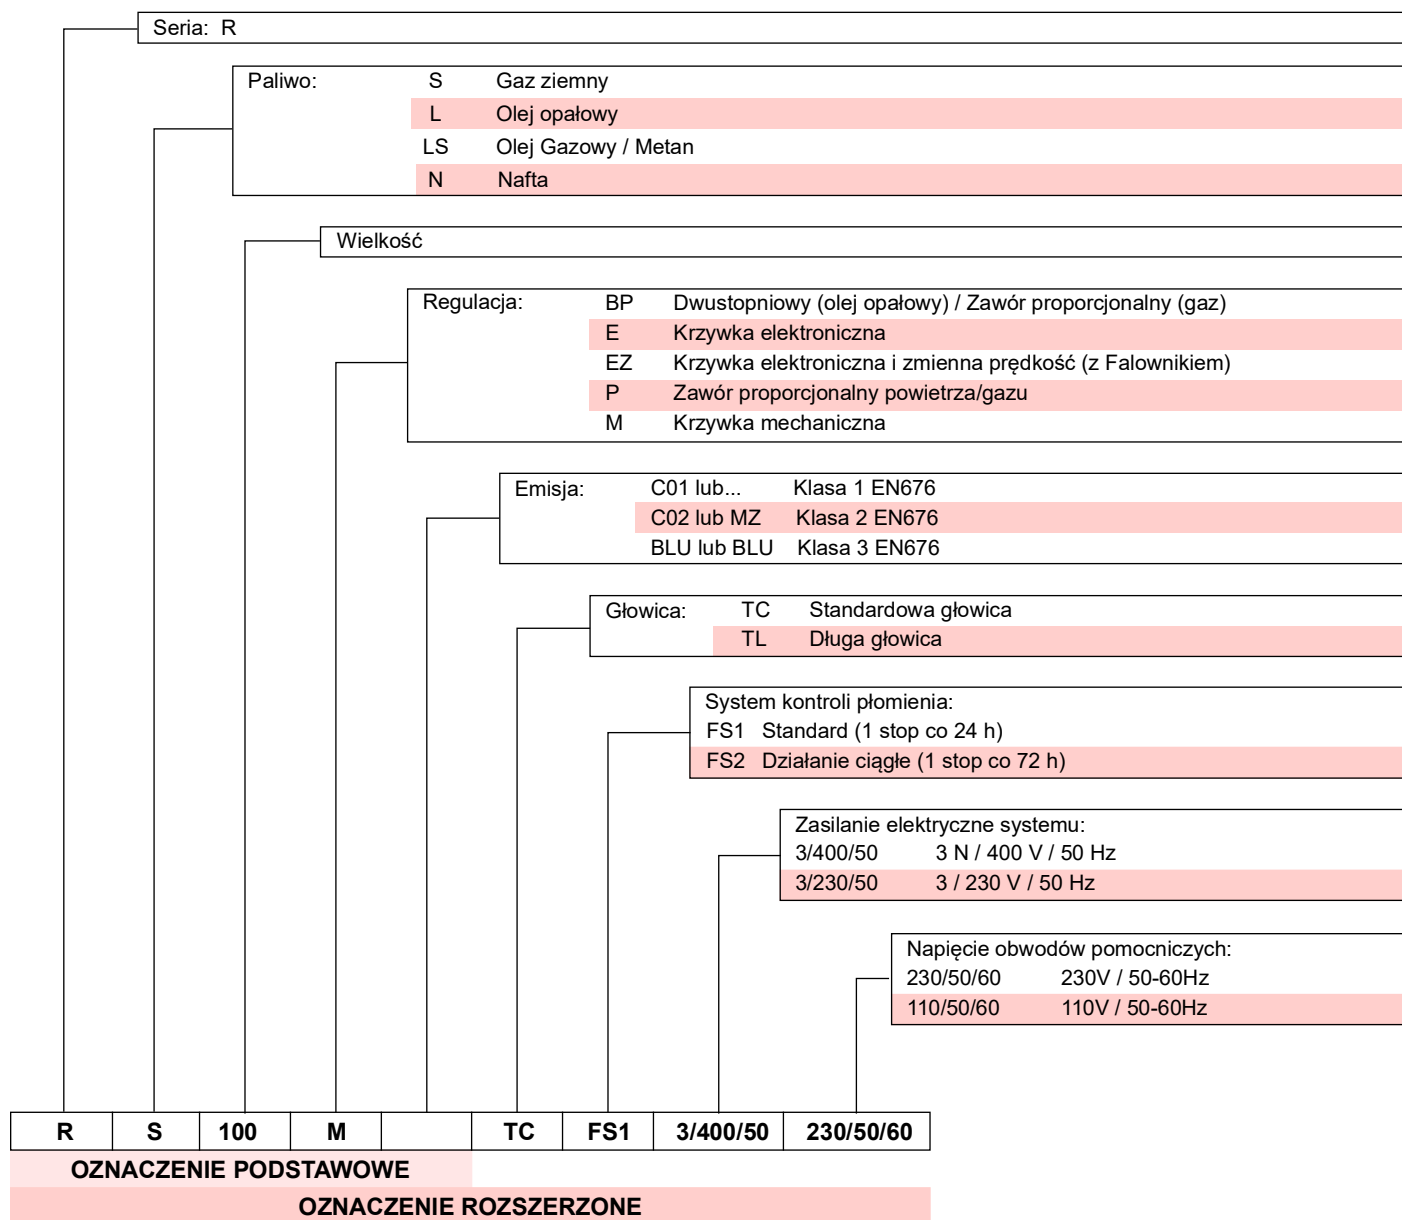 Seria: R
Paliwo: S Gaz ziemny
L Olej opałowy
LS Olej Gazowy / Metan
N Nafta
Wielkość
Regulacja: BP Dwustopniowy (olej opałowy) / Zawór proporcjonalny (gaz)
E Krzywka elektroniczna
EZ Krzywka elektroniczna i zmienna prędkość (z Falownikiem)
P Zawór proporcjonalny powietrza/gazu
M Krzywka mechaniczna
Emisja: C01 lub... Klasa 1 EN676
C02 lub MZ Klasa 2 EN676
BLU lub BLU Klasa 3 EN676
Głowica: TC Standardowa głowica
TL Długa głowica
System kontroli płomienia:
FS1 Standard (1 stop co 24 h)
FS2 Działanie ciągłe (1 stop co 72 h)
Zasilanie elektryczne systemu:
3/400/50 3 N / 400 V / 50 Hz
3/230/50 3 / 230 V / 50 Hz
Napięcie obwodów pomocniczych:
230/50/60 230V / 50-60Hz
110/50/60 110V / 50-60Hz
R S 100 M TC FS1 3/400/50 230/50/60
OZNACZENIE PODSTAWOWE
OZNACZENIE ROZSZERZONE